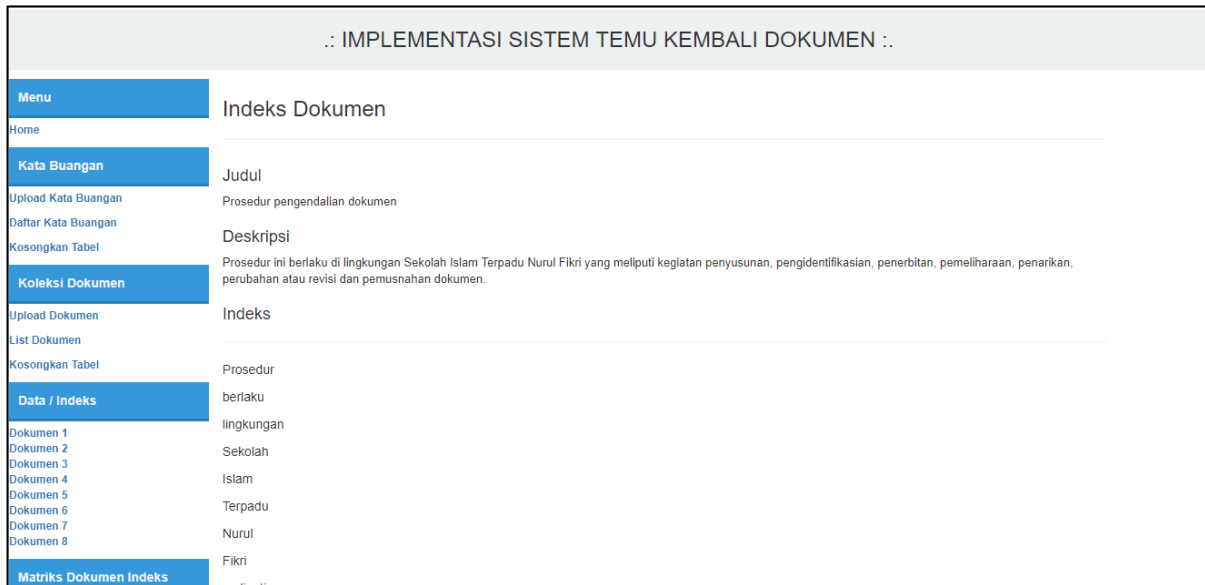 .: IMPLEMENTASI SISTEM TEMU KEMBALI DOKUMEN :.
Menu
Home
Kata Buangan
Upload Kata Buangan
Daftar Kata Buangan
Kosongkan Tabel
Koleksi Dokumen
Upload Dokumen
List Dokumen
Kosongkan Tabel
Data / Indeks
Dokumen 1
Dokumen 2
Dokumen 3
Dokumen 4
Dokumen 5
Dokumen 6
Dokumen 7
Dokumen 8
Matriks Dokumen Indeks
Indeks Dokumen
Judul
Prosedur pengendalian dokumen
Deskripsi
Prosedur ini berlaku di lingkungan Sekolah Islam Terpadu Nurul Fikri yang meliputi kegiatan penyusunan, pengidentifikasian, penerbitan, pemeliharaan, penarikan,
perubahan atau revisi dan pemusnahan dokumen.
Indeks
Prosedur
berlaku
lingkungan
Sekolah
Islam
Terpadu
Nurul
Fikri